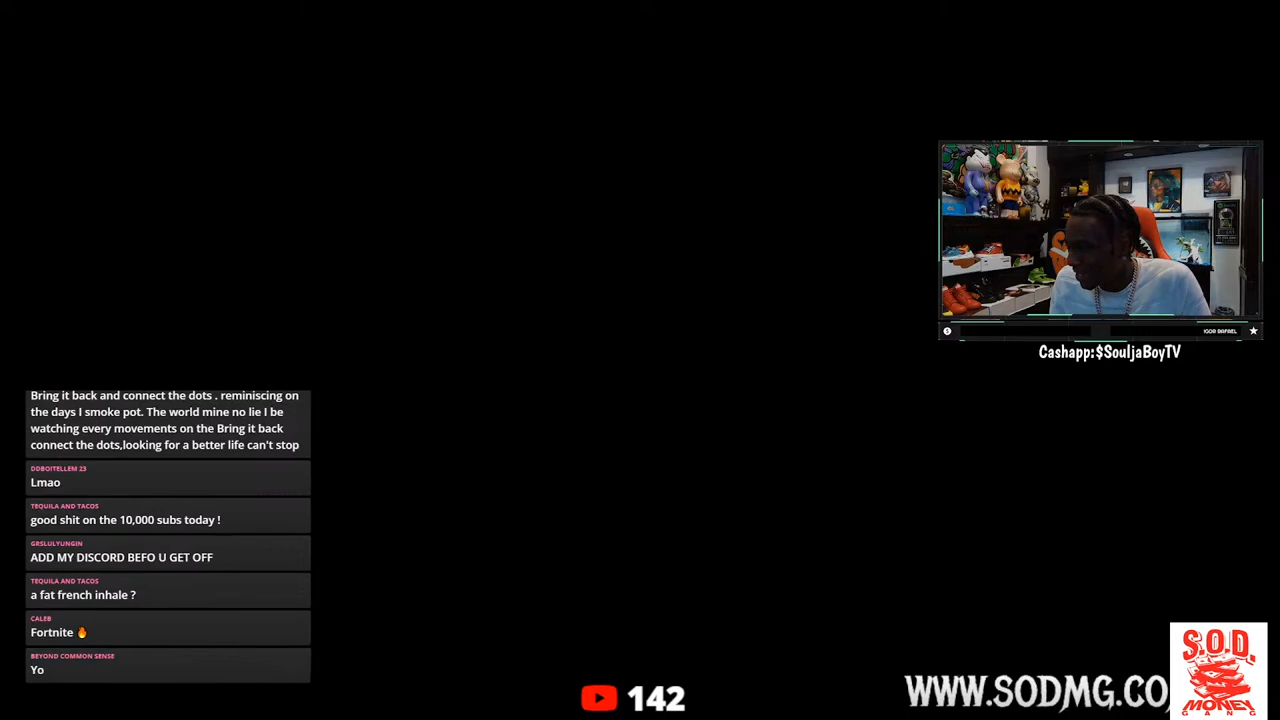 IGOR RAFAEL
Cashapp:$SouljaBoyTV
Bring it back and connect the dots . reminiscing on
the days I smoke pot. The world mine no lie I be
watching every movements on the Bring it back
connect the dots,looking for a better life can't stop
DDBOITELLEM 23
Lmao
TEQUILA AND TACOS
good shit on the 10,000 subs today !
GRSLULYUNGIN
ADD MY DISCORD BEFO U GET OFF
TEQUILA AND TACOS
a fat french inhale ?
CALEB
Fortnite 🔥
BEYOND COMMON SENSE
Yo
142
WWW.SODMG.CO
S.O.D.
MONEY
GANG